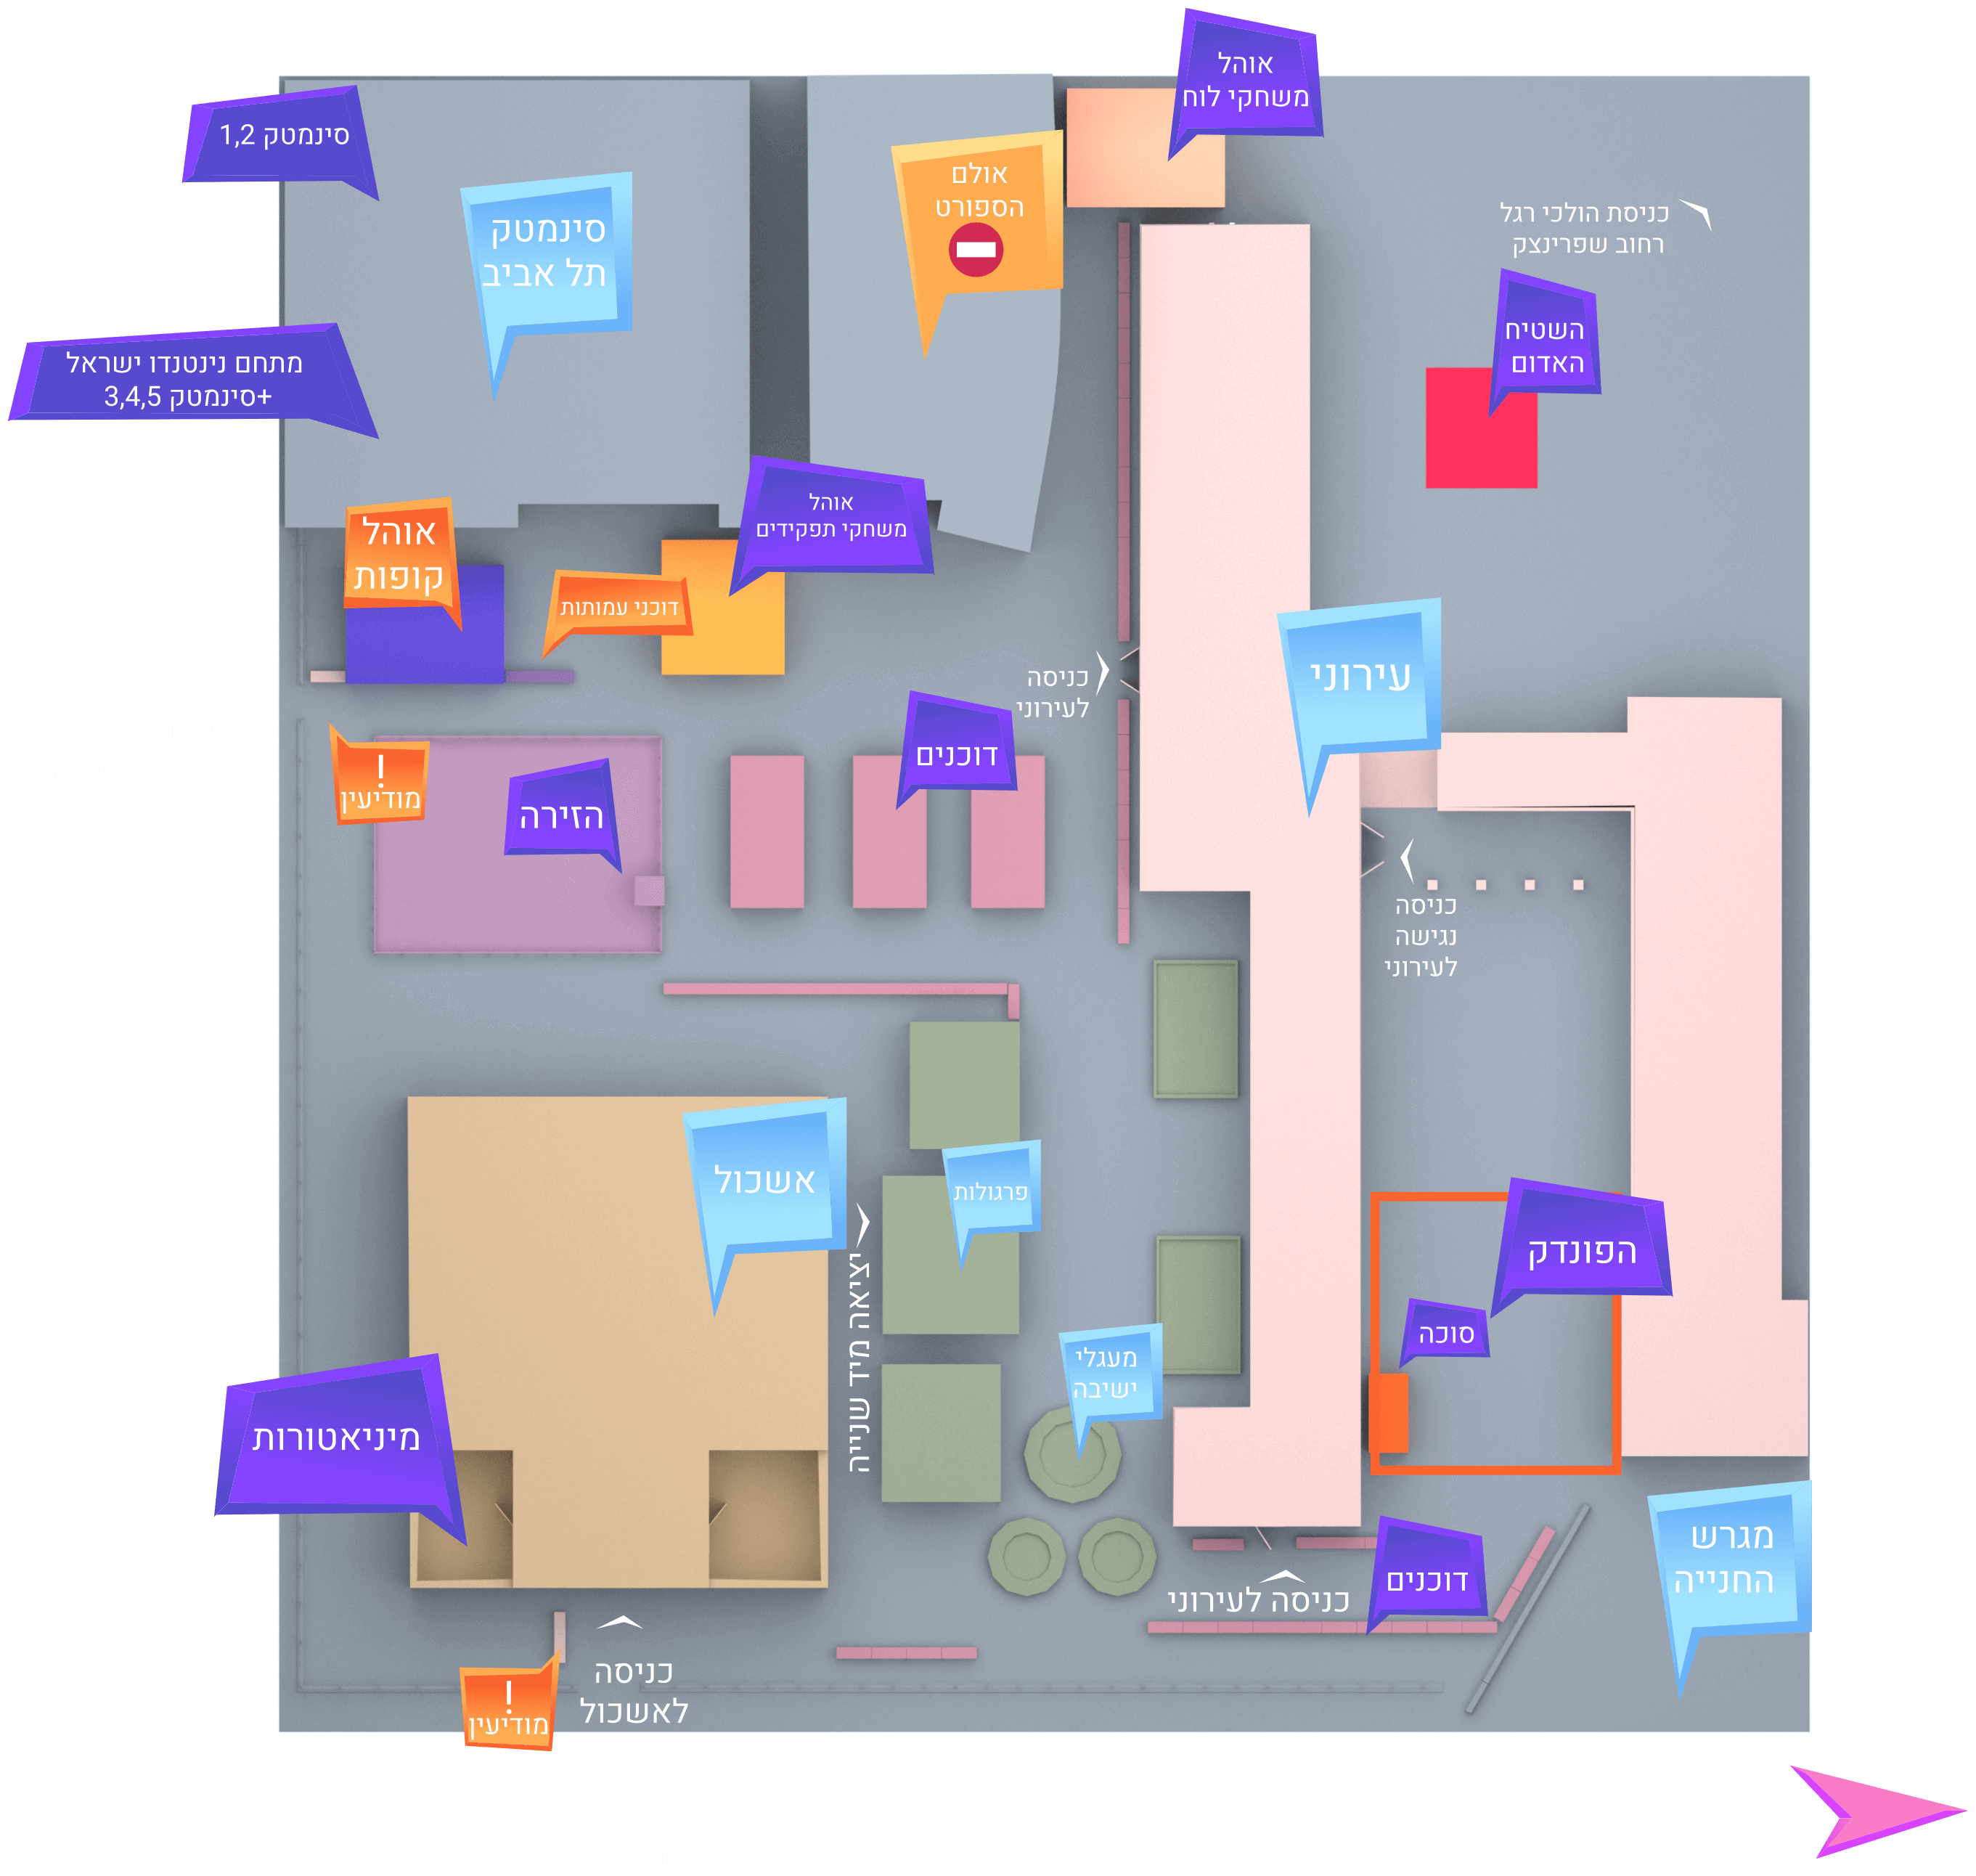 אוהל
משחקי לוח
סינמטק 1,2
אולם
הספורט
סינמטק
תל אביב
כניסת הולכי רגל
רחוב שפרינצק
השטיח
האדום
מתחם נינטנדו ישראל
+סינמטק 3,4,5
אוהל
משחקי תפקידים
אוהל
קופות
דוכני עמותות
כניסה
לעירוני
עירוני
דוכנים
!
מודיעין
הזירה
כניסה
נגישה
לעירוני
אשכול
פרגולות
יציאה מיד שנייה
הפונדק
סוכה
מעגלי
ישיבה
מיניאטורות
מגרש
החנייה
דוכנים
כניסה לעירוני
כניסה
לאשכול
!
מודיעין